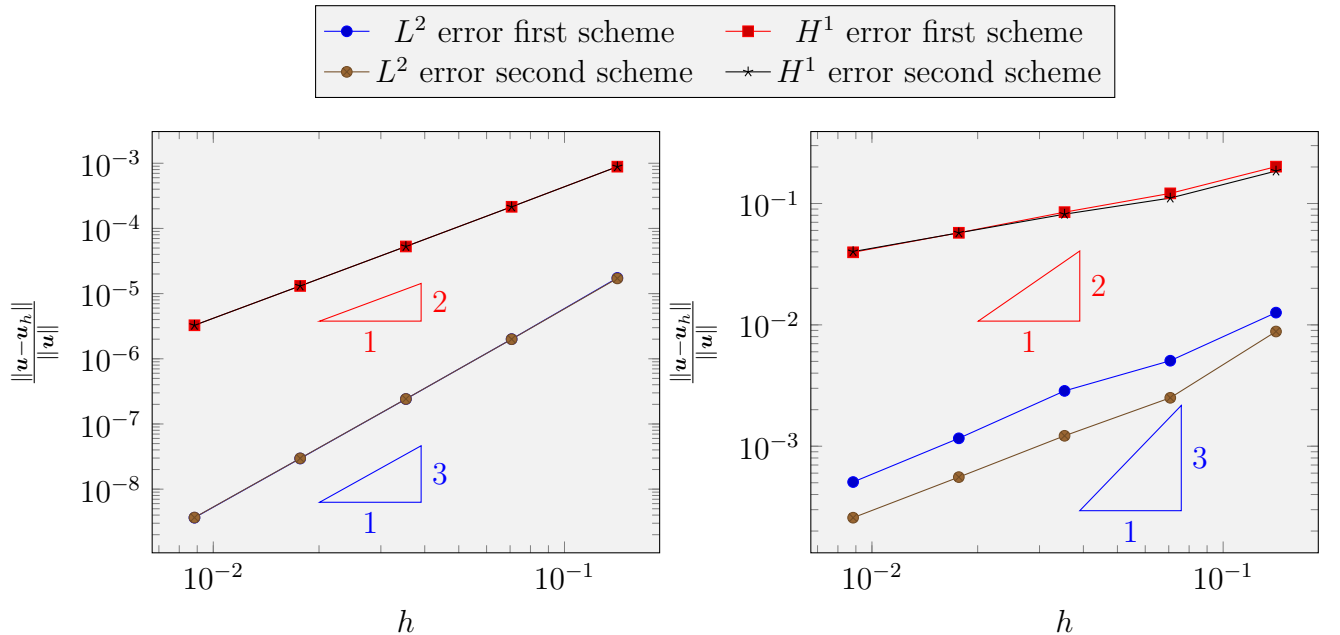 L² error first scheme
H¹ error first scheme
L² error second scheme
H¹ error second scheme
10⁻³
10⁻⁴
10⁻⁵
10⁻⁶
10⁻⁷
10⁻⁸
‖u−u_h‖
‖u‖
2
1
3
1
10⁻²
10⁻¹
h
10⁻¹
10⁻²
10⁻³
‖u−u_h‖
‖u‖
2
1
3
1
10⁻²
10⁻¹
h